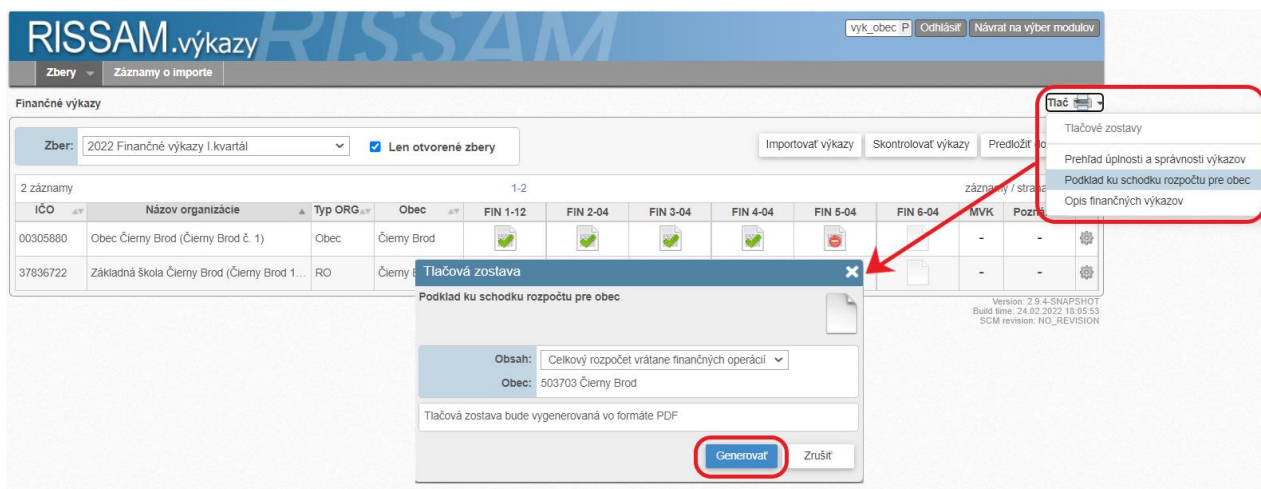 RISSAM.výkazy
RISSAM
vyk_obec P Odhlásiť Návrat na výber modulov
Zbery Záznamy o importe
Finančné výkazy
Tlač
Tlačové zostavy
Prehľad úplnosti a správnosti výkazov
Podklad ku schodku rozpočtu pre obec
Opis finančných výkazov
Zber: 2022 Finančné výkazy I.kvartál Len otvorené zbery
Importovať výkazy Skontrolovať výkazy Predložiť
2 záznamy 1-2 záznamy / strana
IČO Názov organizácie Typ ORG Obec FIN 1-12 FIN 2-04 FIN 3-04 FIN 4-04 FIN 5-04 FIN 6-04 MVK Pozná
00305880 Obec Čierny Brod (Čierny Brod č. 1) Obec Čierny Brod - -
37836722 Základná škola Čierny Brod (Čierny Brod 1... RO Čierny - -
Version: 2.9.4-SNAPSHOT
Build time: 24.02.2022 18:05:53
SCM revision: NO_REVISION
Tlačová zostava
Podklad ku schodku rozpočtu pre obec
Obsah: Celkový rozpočet vrátane finančných operácií
Obec: 503703 Čierny Brod
Tlačová zostava bude vygenerovaná vo formáte PDF
Generovať Zrušiť